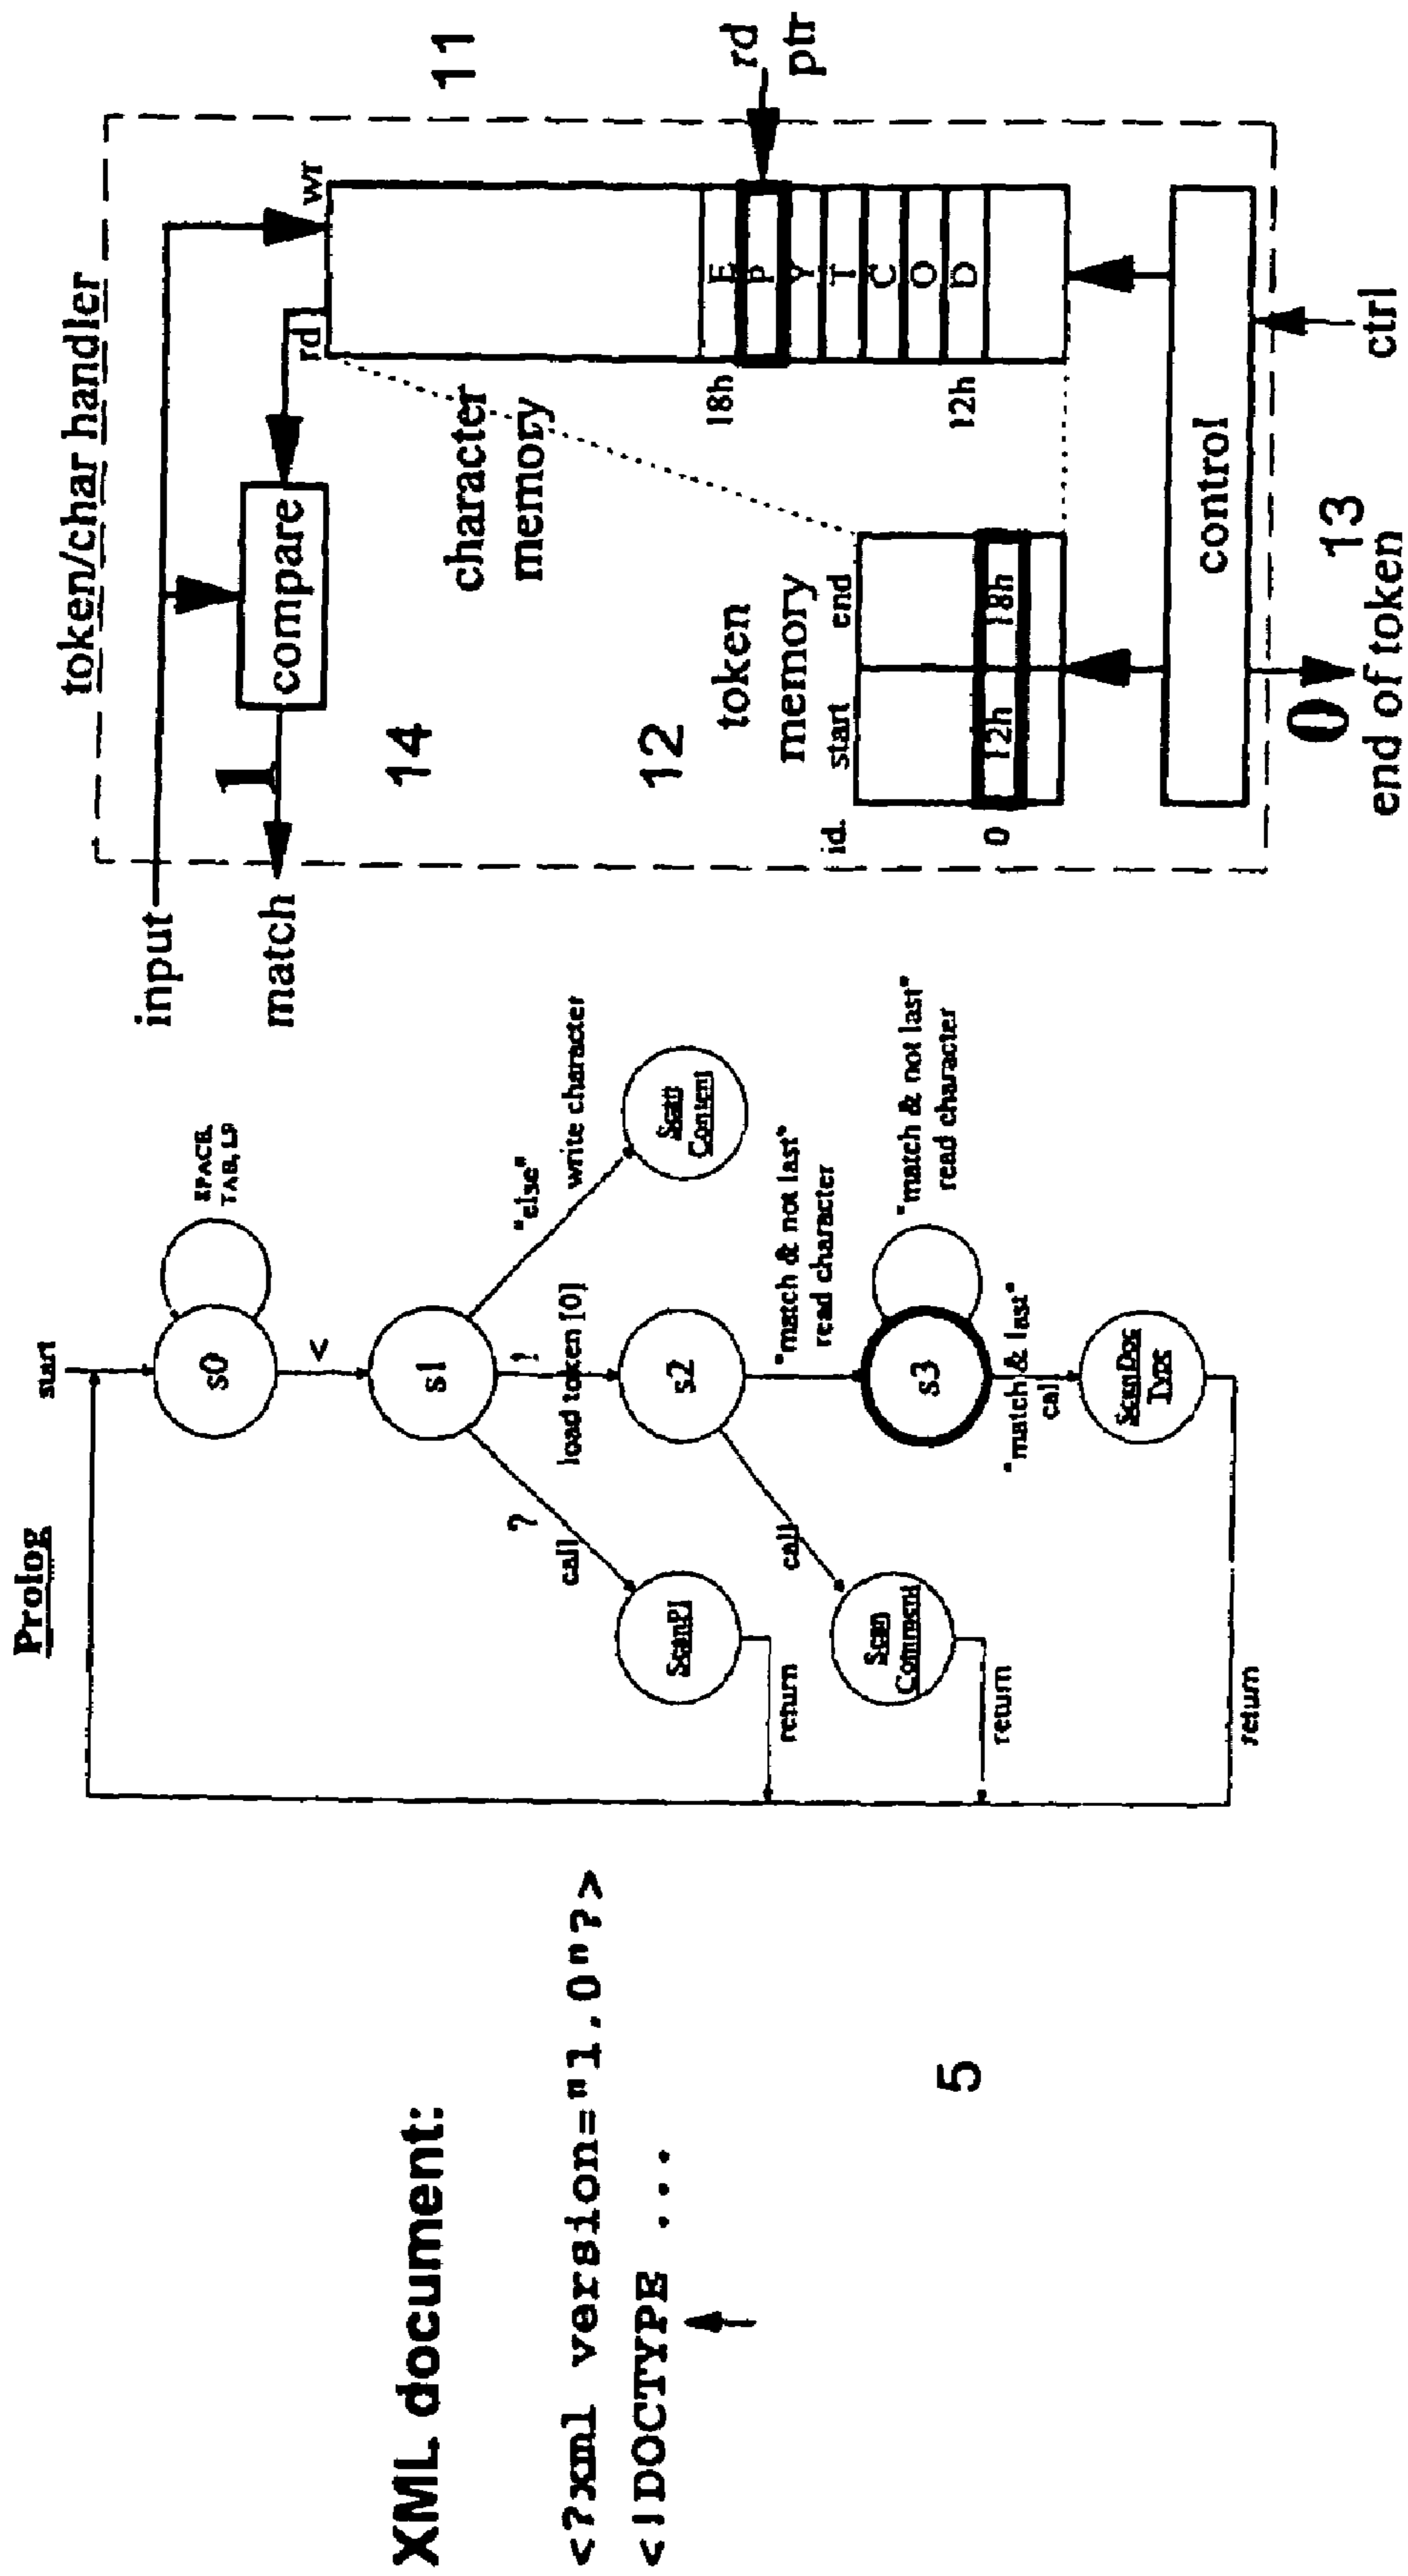 XML document:
<?xml version="1.0"?>
<!DOCTYPE ...
5
Prolog
start
s0
SPACE,
TAB, LF
<
s1
?
call
!
load token [0]
"else"
write character
ScanPI
return
s2
Scan
Content
call
"match & not last"
read character
Scan
Comment
return
s3
"match & not last"
read character
"match & last"
call
ScanDoc
Type
return
token/char handler
input
match
1
compare
14
rd
wr
11
character
memory
18h
E
P
Y
T
C
O
D
12h
rd
ptr
12
token
memory
id.
start
end
0
12h
18h
control
0
end of token
13
ctrl